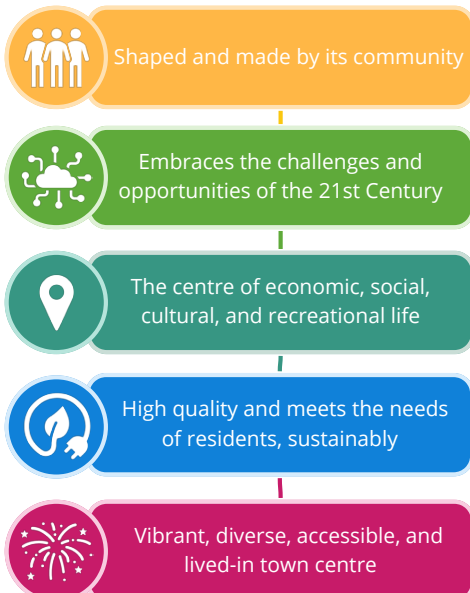 Shaped and made by its community
Embraces the challenges and
opportunities of the 21st Century
The centre of economic, social,
cultural, and recreational life
High quality and meets the needs
of residents, sustainably
Vibrant, diverse, accessible, and
lived-in town centre